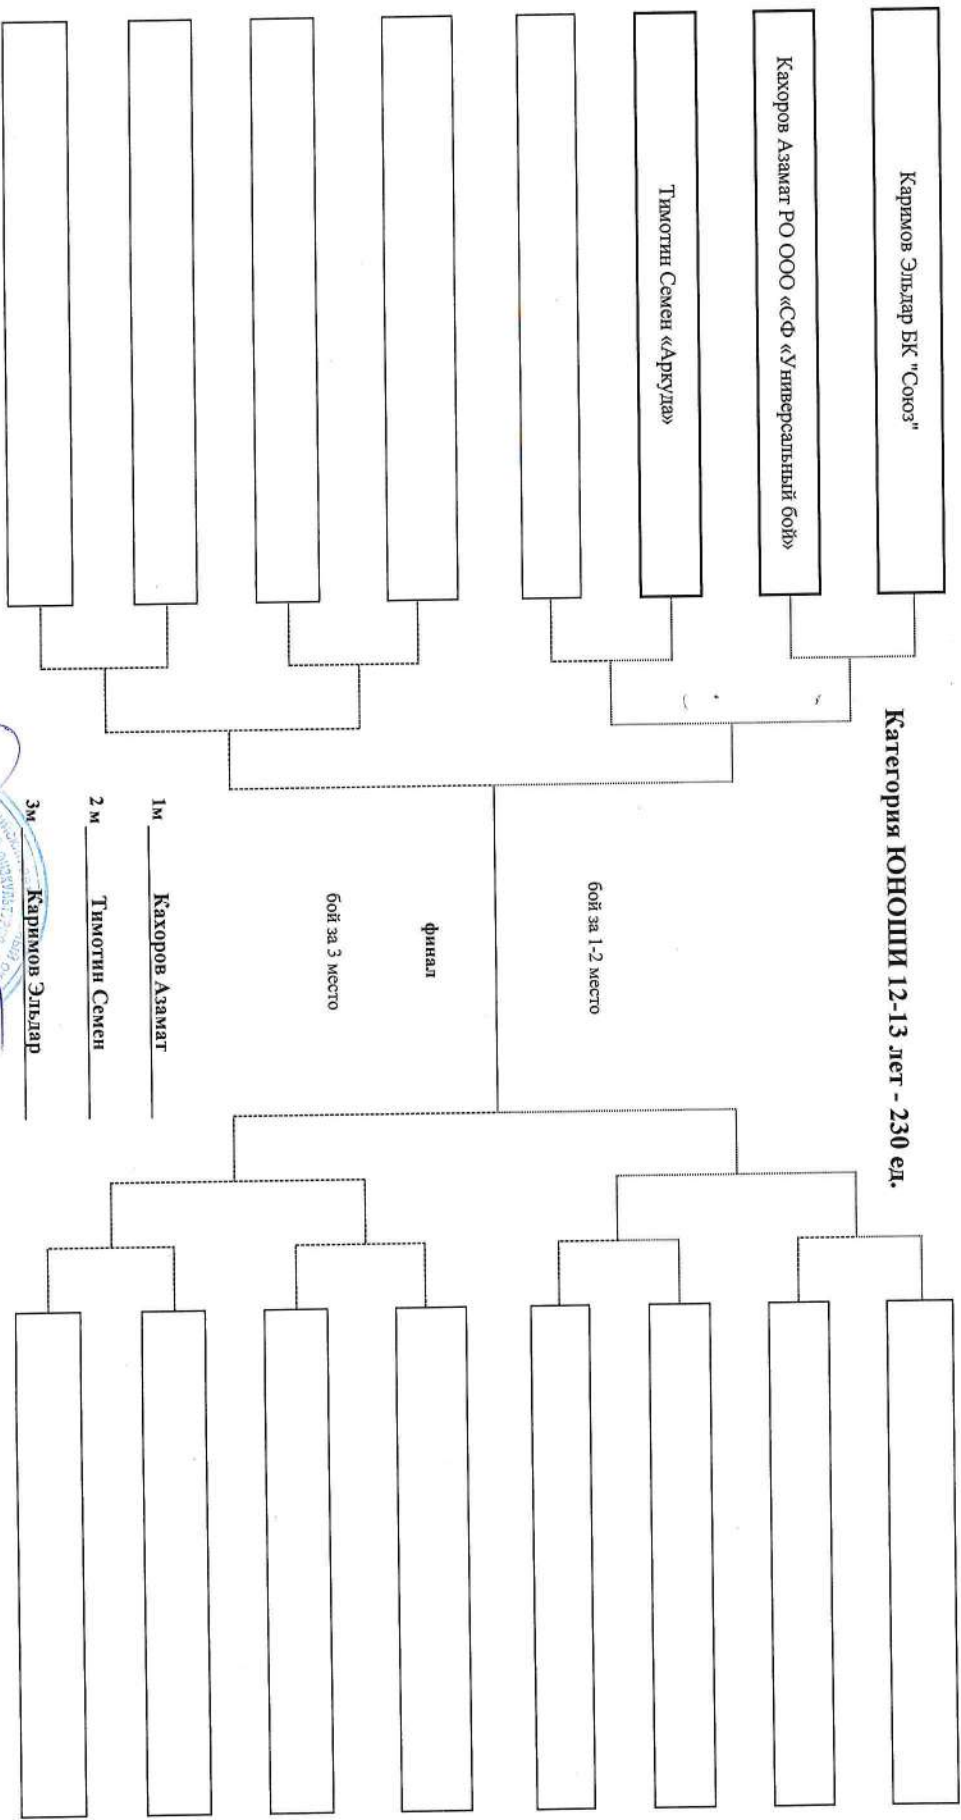 Категория ЮНОШИ 12-13 лет - 230 ед.
Каримов Эльдар БК "Союз"
Кахоров Азамат РО ООО «СФ «Универсальный бой»
Тимотин Семен «Аркуда»
бой за 1-2 место
финал
бой за 3 место
1м Кахоров Азамат
2 м Тимотин Семен
3м Каримов Эльдар